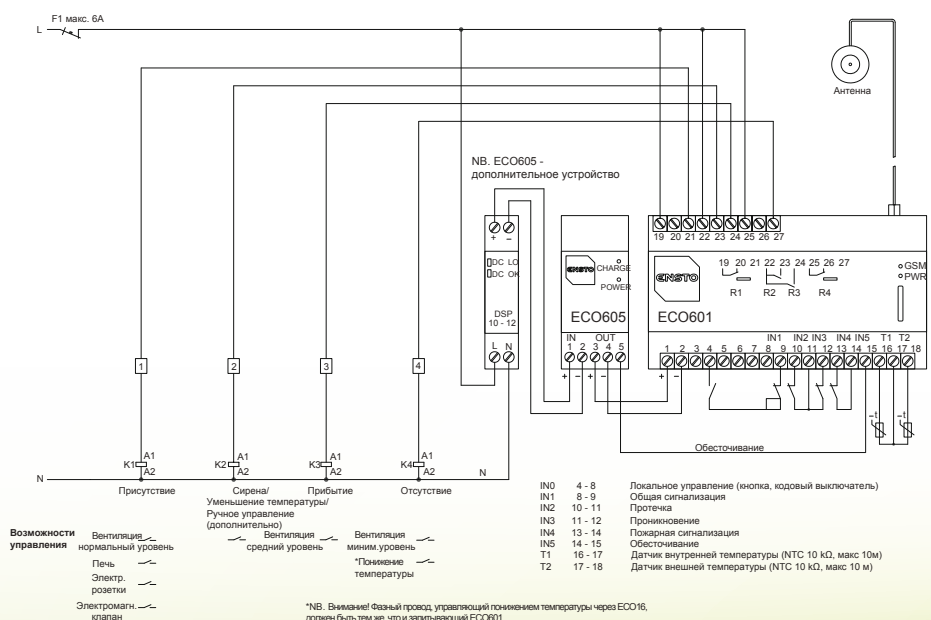 F1 макс. 6A
L
Антенна
NB. ECO605 -
дополнительное устройство
+ –
DC LO
DC OK
DSP
10 - 12
L N
ENSTO
CHARGE
POWER
ECO605
IN OUT
1 2 3 4 5
+ – + –
19 20 21 22 23 24 25 26 27
ENSTO
19 20 21 22 23 24 25 26 27
R1 R2 R3 R4
GSM
PWR
ECO601
IN1 IN2 IN3 IN4 IN5 T1 T2
1 2 3 4 5 6 7 8 9 10 11 12 13 14 15 16 17 18
+ –
-t -t
Обесточивание
1 2 3 4
K1 A1 A2
K2 A1 A2
K3 A1 A2
K4 A1 A2
N
N
Присутствие
Сирена/
Уменьшение температуры/
Ручное управление
(дополнительно)
Прибытие
Отсутствие
IN0 4 - 8 Локальное управление (кнопка, кодовый выключатель)
IN1 8 - 9 Общая сигнализация
IN2 10 - 11 Протечка
IN3 11 - 12 Проникновение
IN4 13 - 14 Пожарная сигнализация
IN5 14 - 15 Обесточивание
T1 16 - 17 Датчик внутренней температуры (NTC 10 kΩ, макс 10м)
T2 17 - 18 Датчик внешней температуры (NTC 10 kΩ, макс 10 м)
Возможности
управления
Вентиляция
нормальный уровень
Печь
Электр.
розетки
Электромагн.
клапан
Вентиляция
средний уровень
Вентиляция
миним.уровень
*Понижение
температуры
*NB. Внимание! Фазный провод, управляющий понижением температуры через ECO16,
должен быть тем же, что и запитывающий ECO601